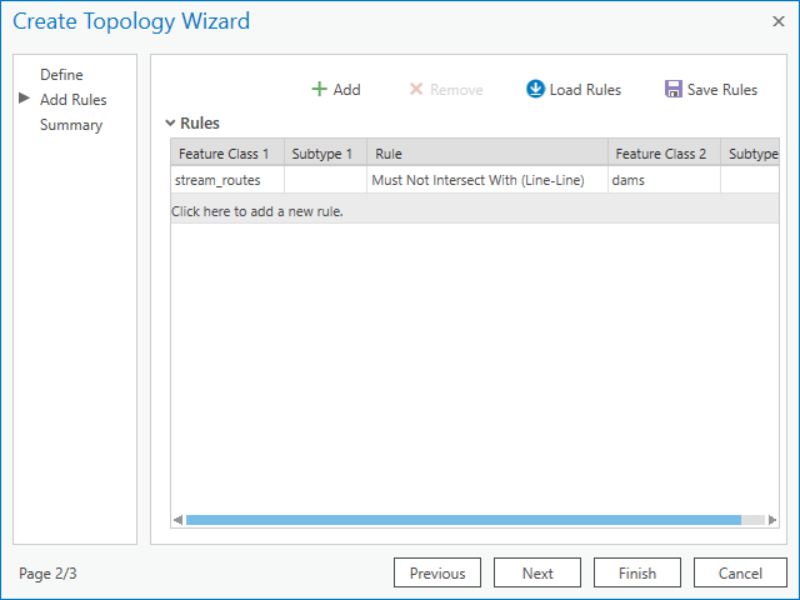 Create Topology Wizard
Define
Add Rules
Summary
Add
Remove
Load Rules
Save Rules
Rules
Feature Class 1 Subtype 1 Rule Feature Class 2 Subtype
stream_routes Must Not Intersect With (Line-Line) dams
Click here to add a new rule.
Page 2/3
Previous
Next
Finish
Cancel